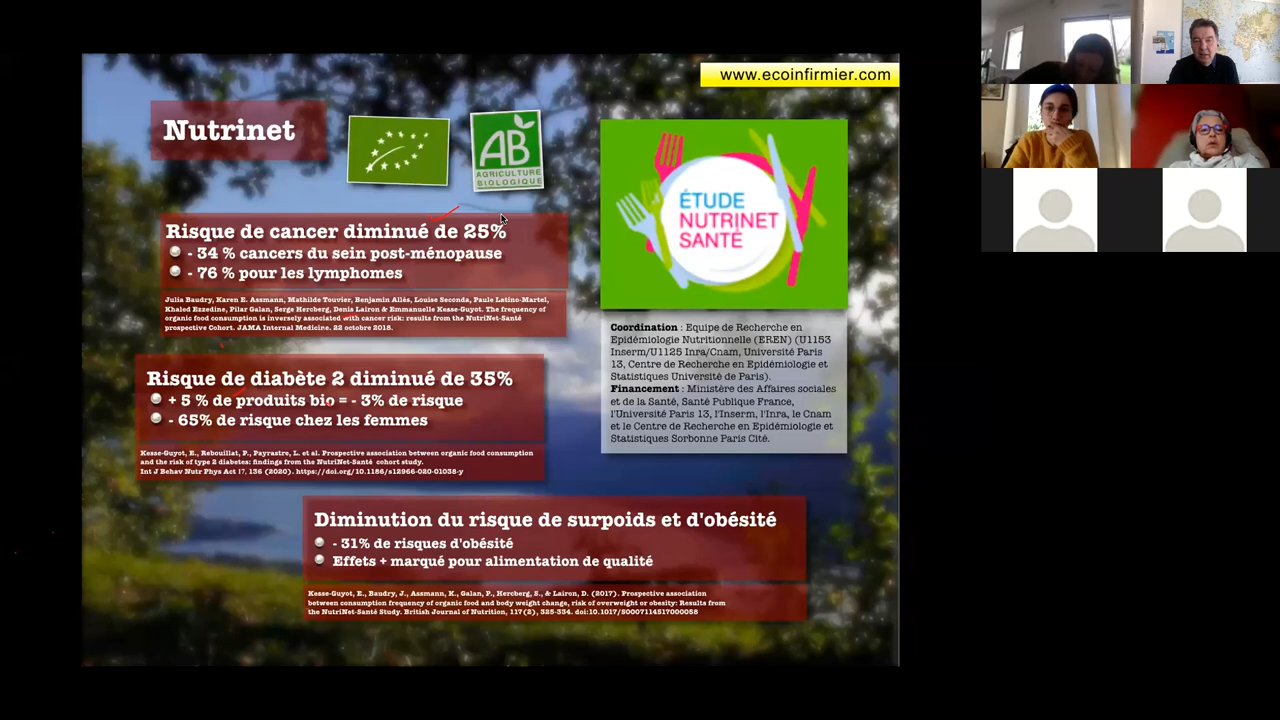 www.ecoinfirmier.com
Nutrinet
AB
AGRICULTURE
BIOLOGIQUE
Risque de cancer diminué de 25%
- 34 % cancers du sein post-ménopause
- 76 % pour les lymphomes
Julia Baudry, Karen E. Assmann, Mathilde Touvier, Benjamin Allès, Louise Seconda, Paule Latino-Martel,
Khaled Ezzedine, Pilar Galan, Serge Hercberg, Denis Lairon & Emmanuelle Kesse-Guyot. The frequency of
organic food consumption is inversely associated with cancer risk: results from the NutriNet-Santé
prospective Cohort. JAMA Internal Medicine. 22 octobre 2018.
Risque de diabète 2 diminué de 35%
+ 5 % de produits bio = - 3% de risque
- 65% de risque chez les femmes
Kesse-Guyot, E., Rebouillat, P., Payrastre, L. et al. Prospective association between organic food consumption
and the risk of type 2 diabetes: findings from the NutriNet-Santé cohort study.
Int J Behav Nutr Phys Act 17, 136 (2020). https://doi.org/10.1186/s12966-020-01038-y
Diminution du risque de surpoids et d'obésité
- 31% de risques d'obésité
Effets + marqué pour alimentation de qualité
Kesse-Guyot, E., Baudry, J., Assmann, K., Galan, P., Hercberg, S., & Lairon, D. (2017). Prospective association
between consumption frequency of organic food and body weight change, risk of overweight or obesity: Results from
the NutriNet-Santé Study. British Journal of Nutrition, 117(2), 325-334. doi:10.1017/S0007114517000058
ÉTUDE
NUTRINET
SANTÉ
Coordination : Equipe de Recherche en
Epidémiologie Nutritionnelle (EREN) (U1153
Inserm/U1125 Inra/Cnam, Université Paris
13, Centre de Recherche en Epidémiologie et
Statistiques Université de Paris).
Financement : Ministère des Affaires sociales
et de la Santé, Santé Publique France,
l'Université Paris 13, l'Inserm, l'Inra, le Cnam
et le Centre de Recherche en Epidémiologie et
Statistiques Sorbonne Paris Cité.